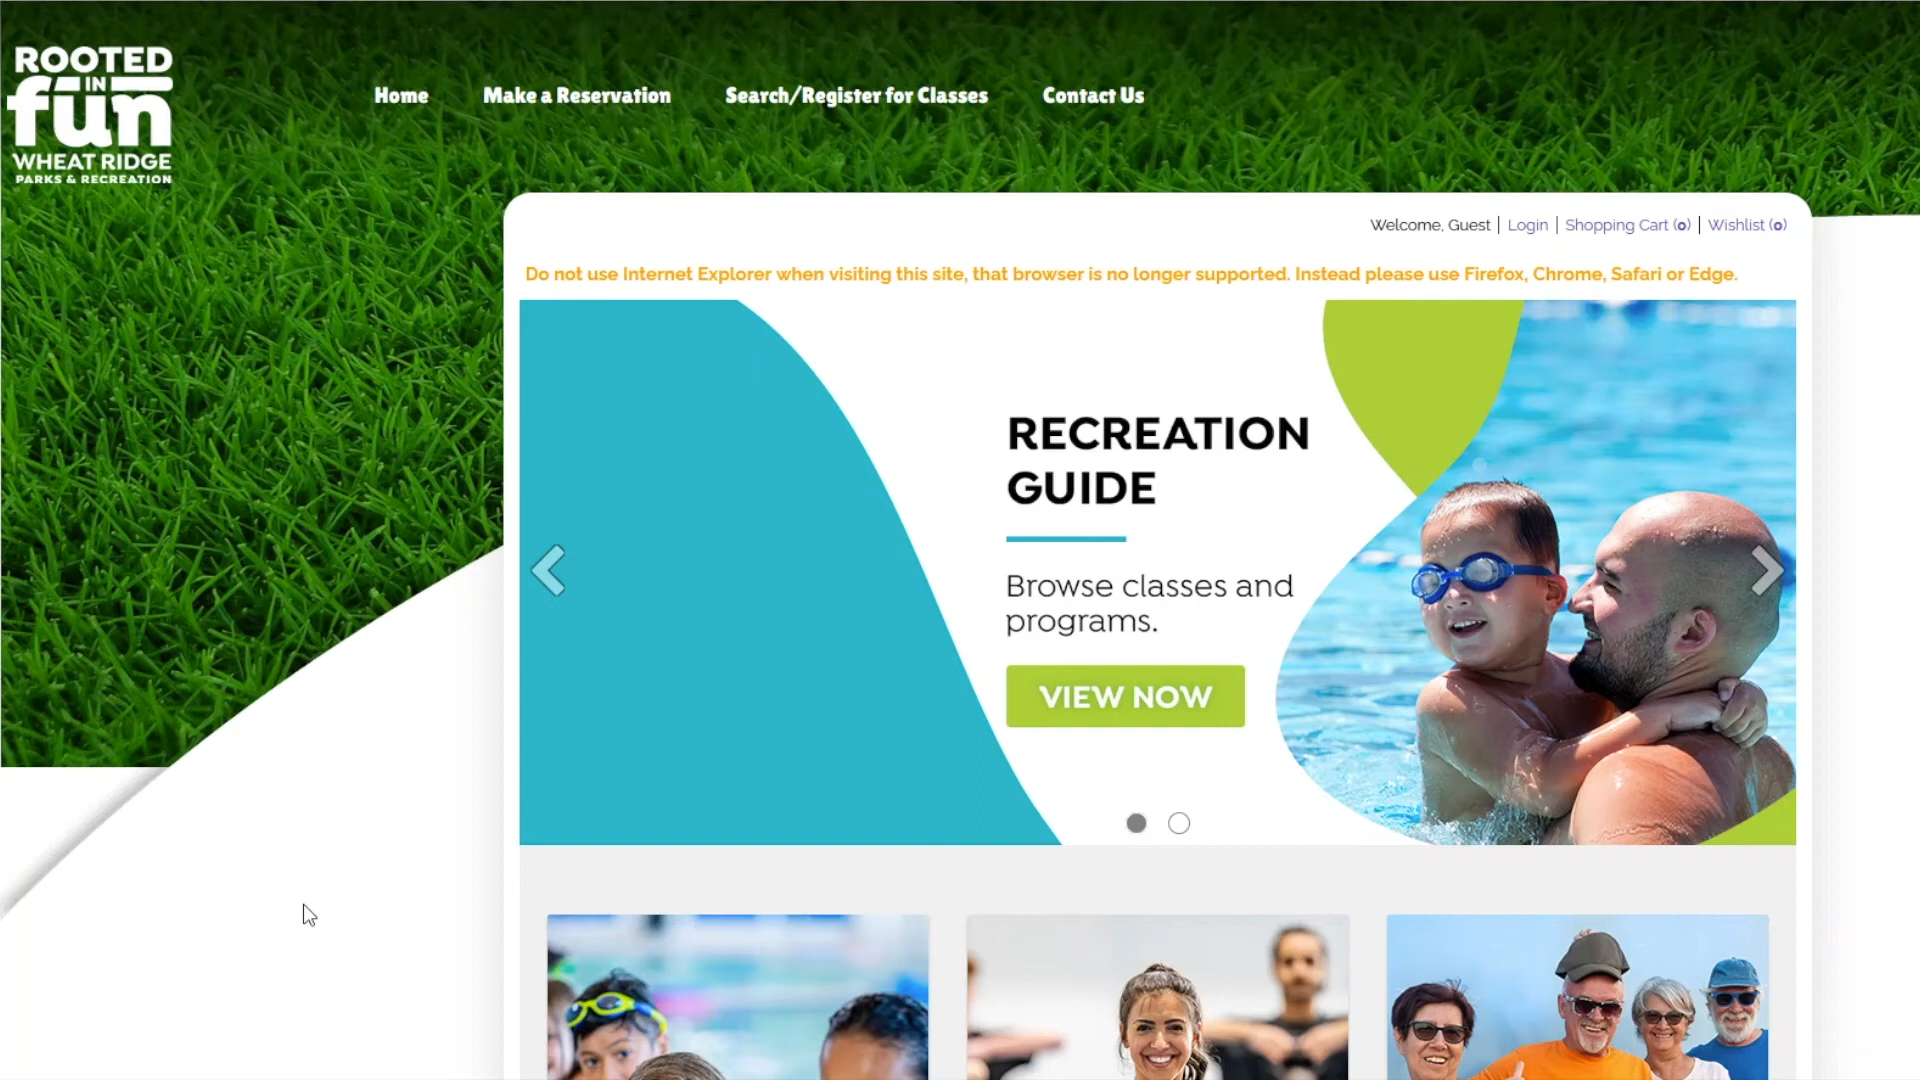 ROOTED
IN
fun
WHEAT RIDGE
PARKS & RECREATION
Home
Make a Reservation
Search/Register for Classes
Contact Us
Welcome, Guest | Login | Shopping Cart (0) | Wishlist (0)
Do not use Internet Explorer when visiting this site, that browser is no longer supported. Instead please use Firefox, Chrome, Safari or Edge.
RECREATION
GUIDE
Browse classes and
programs.
VIEW NOW